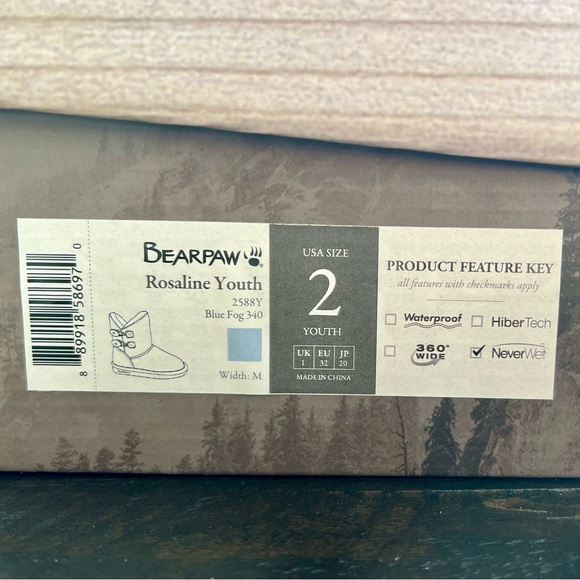 8 89918 58697 0
BEARPAW
Rosaline Youth
2588Y
Blue Fog 340
Width: M
USA SIZE
2
YOUTH
UK EU JP
1 32 20
MADE IN CHINA
PRODUCT FEATURE KEY
all features with checkmarks apply
Waterproof HiberTech
360° WIDE NeverWet